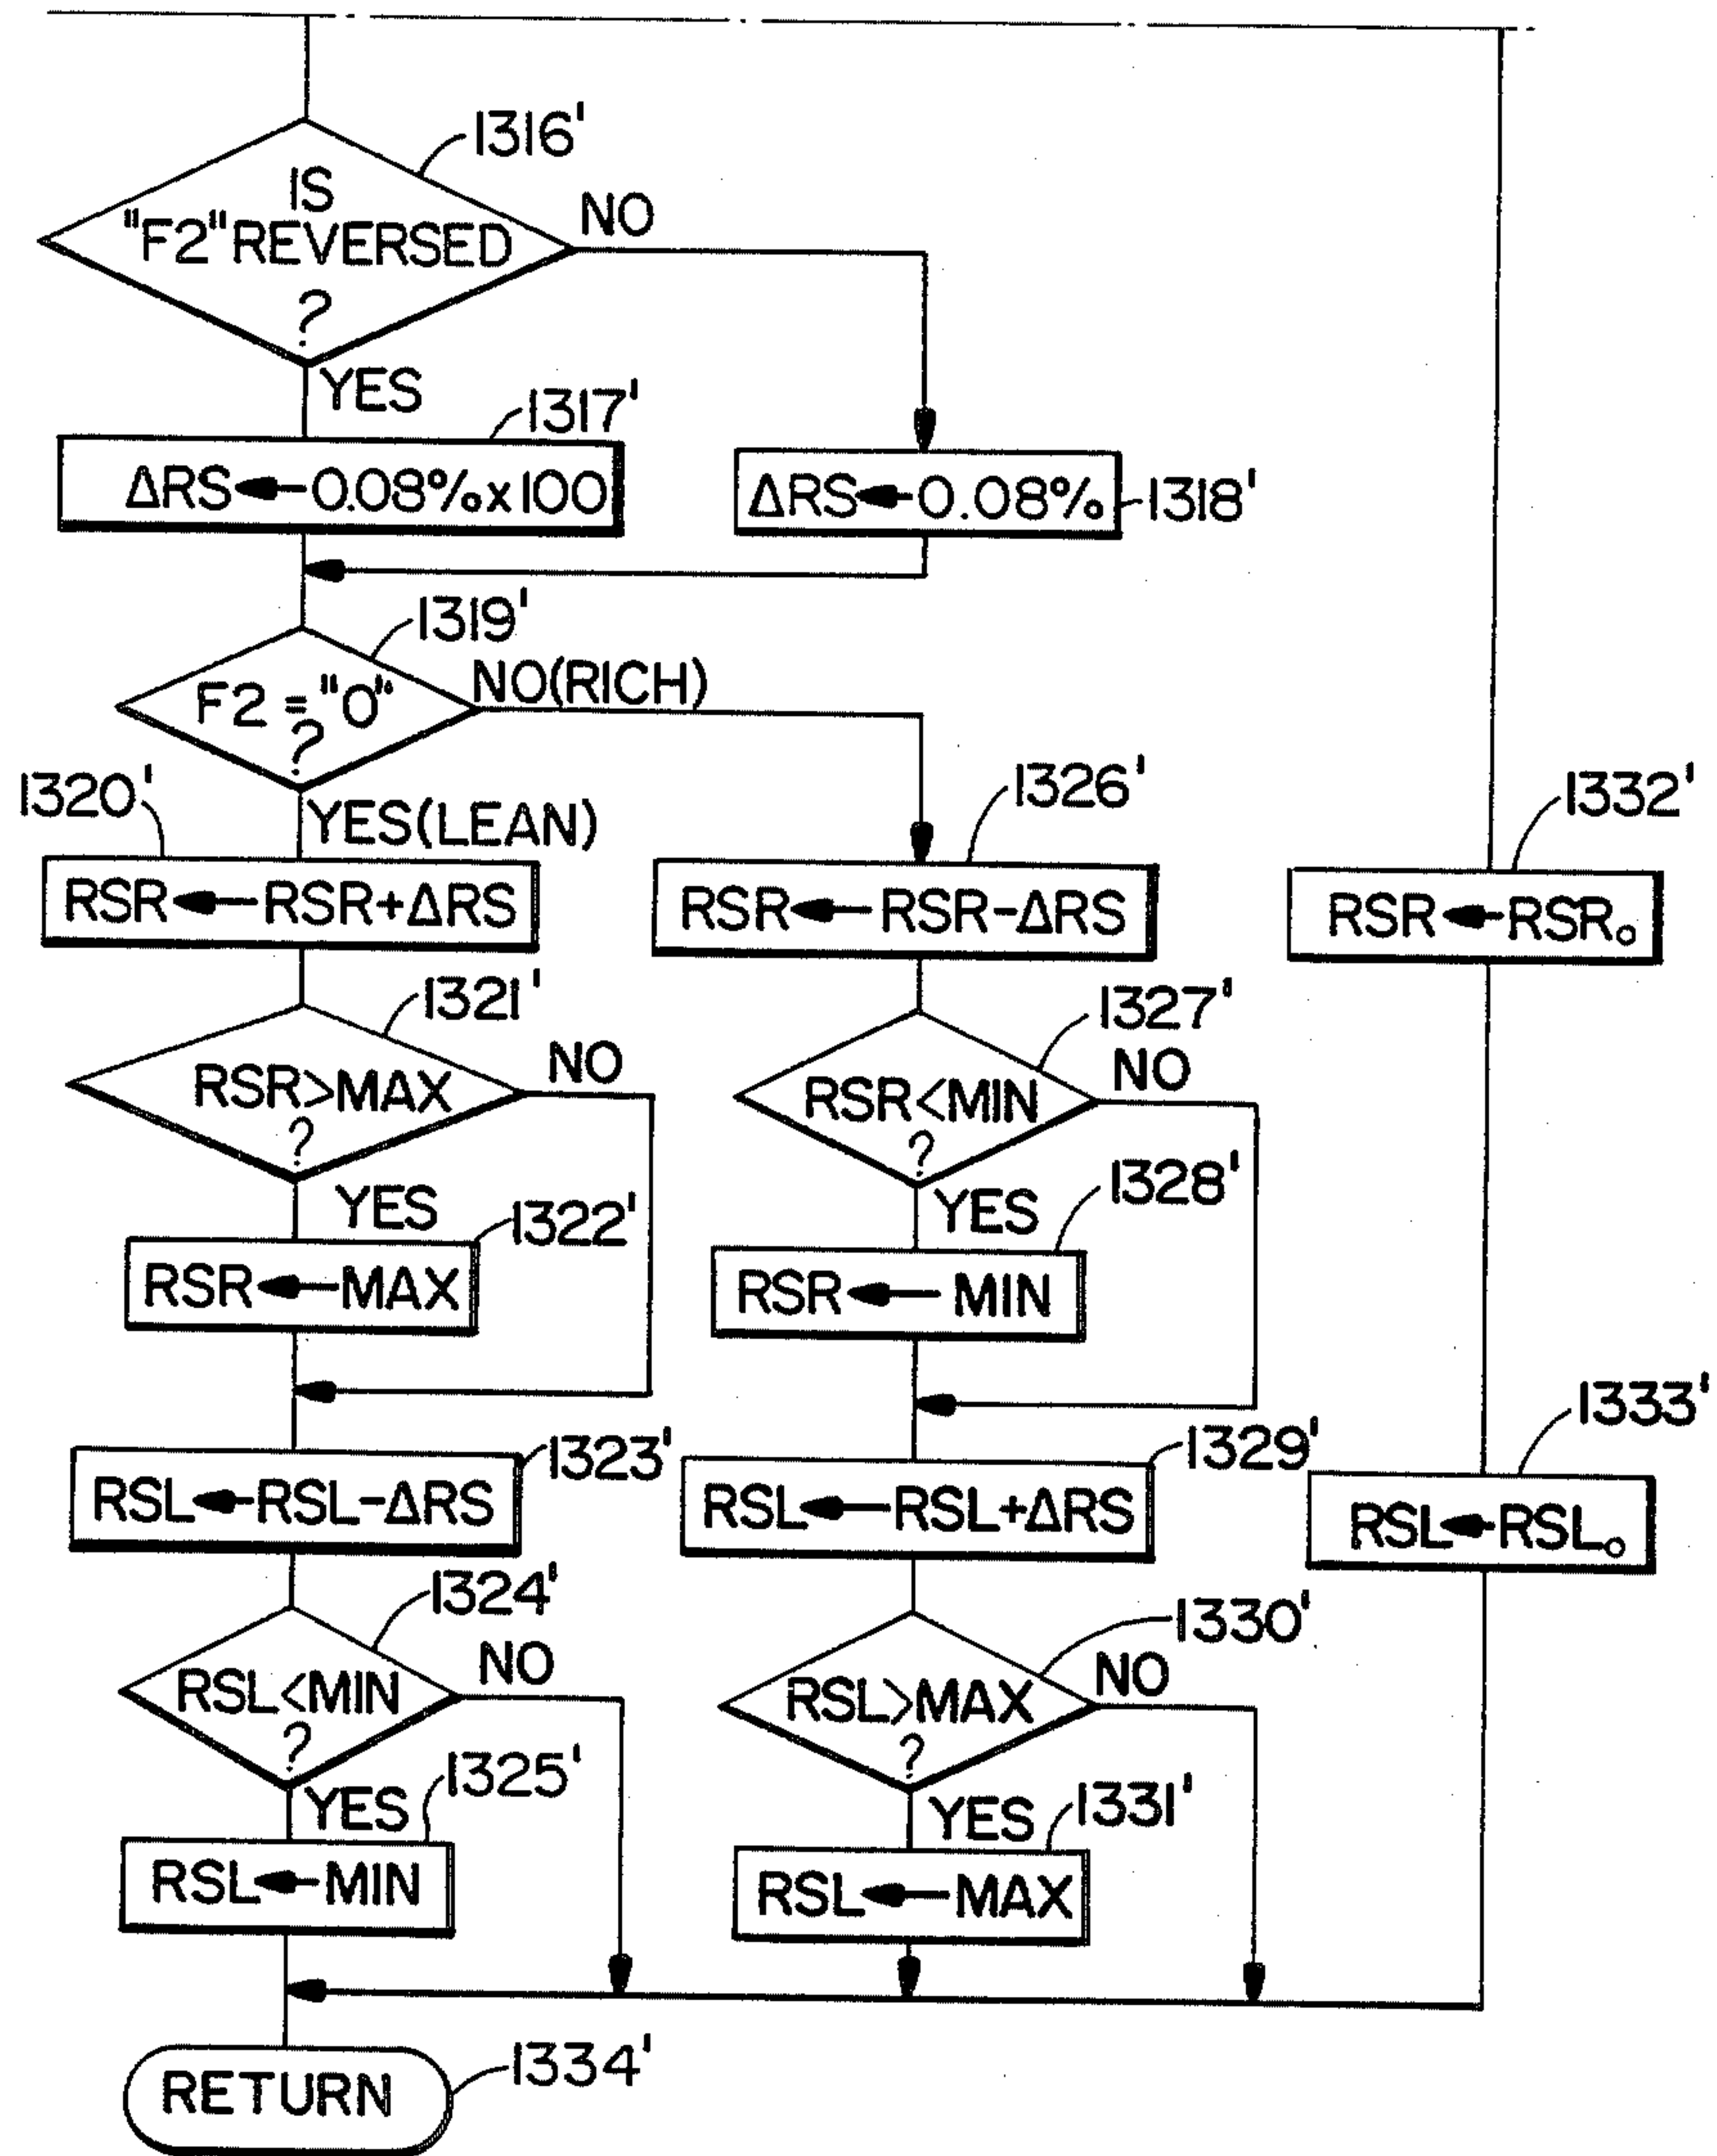 1316'
IS
"F2" REVERSED
?
NO
YES
1317'
ΔRS←0.08%x100
ΔRS←0.08%
1318'
1319'
F2="0"
?
NO(RICH)
YES(LEAN)
1320'
RSR←RSR+ΔRS
1326'
RSR←RSR-ΔRS
1332'
RSR←RSR₀
1321'
RSR>MAX
?
NO
YES
1322'
RSR←MAX
1327'
RSR<MIN
?
NO
YES
1328'
RSR←MIN
1323'
RSL←RSL-ΔRS
1329'
RSL←RSL+ΔRS
1333'
RSL←RSL₀
1324'
RSL<MIN
?
NO
YES
1325'
RSL←MIN
1330'
RSL>MAX
?
NO
YES
1331'
RSL←MAX
RETURN
1334'